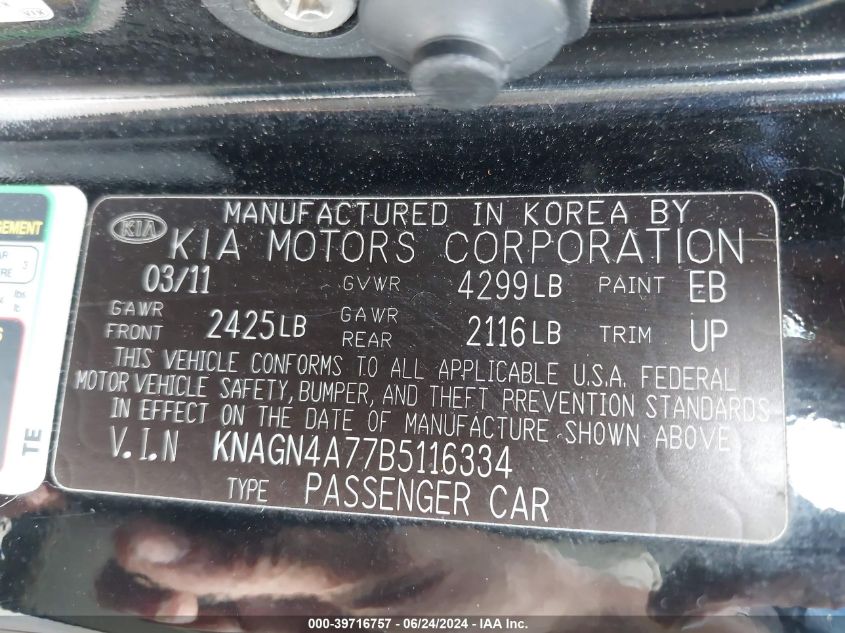 MANUFACTURED IN KOREA BY
KIA
KIA MOTORS CORPORATION
03/11 GVWR 4299LB PAINT EB
GAWR FRONT 2425LB GAWR REAR 2116LB TRIM UP
THIS VEHICLE CONFORMS TO ALL APPLICABLE U.S.A. FEDERAL
MOTOR VEHICLE SAFETY, BUMPER, AND THEFT PREVENTION STANDARDS
IN EFFECT ON THE DATE OF MANUFACTURE SHOWN ABOVE
V.I.N KNAGN4A77B5116334
TYPE PASSENGER CAR
TE
000-39716757 / 06/24/2024 / IAA Inc.